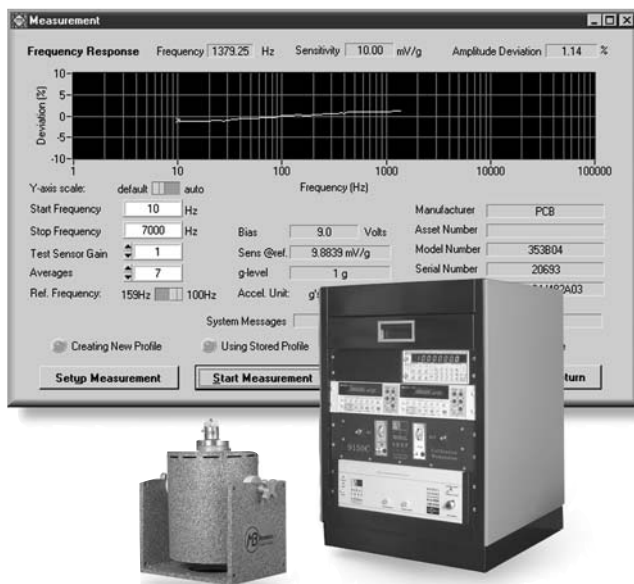 Measurement
Frequency Response Frequency 1379.25 Hz Sensitivity 10.00 mV/g Amplitude Deviation 1.14 %
Deviation (%)
10
5
0
-5
-10
1 10 100 1000 10000 100000
Frequency (Hz)
Y-axis scale: default auto
Start Frequency 10 Hz
Stop Frequency 7000 Hz
Test Sensor Gain 1
Averages 7
Ref. Frequency: 159Hz 100Hz
Bias 9.0 Volts
Sens @ref. 9.8839 mV/g
g-level 1 g
Accel. Unit: g's
Manufacturer PCB
Asset Number
Model Number 353B04
Serial Number 20693
System Messages
Creating New Profile Using Stored Profile
Setup Measurement Start Measurement
9150C
MB